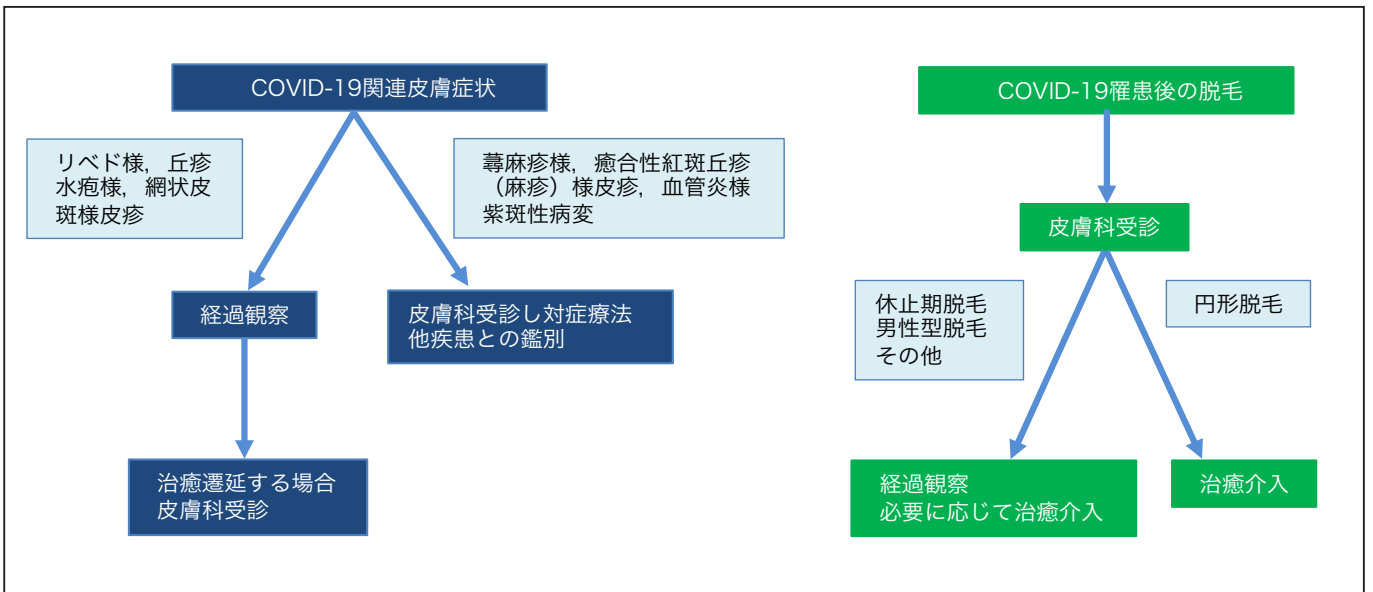 COVID-19関連皮膚症状
リベド様，丘疹
水疱様，網状皮
斑様皮疹
蕁麻疹様，癒合性紅斑丘疹
（麻疹）様皮疹，血管炎様
紫斑性病変
経過観察
皮膚科受診し対症療法
他疾患との鑑別
治癒遷延する場合
皮膚科受診
COVID-19罹患後の脱毛
皮膚科受診
休止期脱毛
男性型脱毛
その他
円形脱毛
経過観察
必要に応じて治癒介入
治癒介入